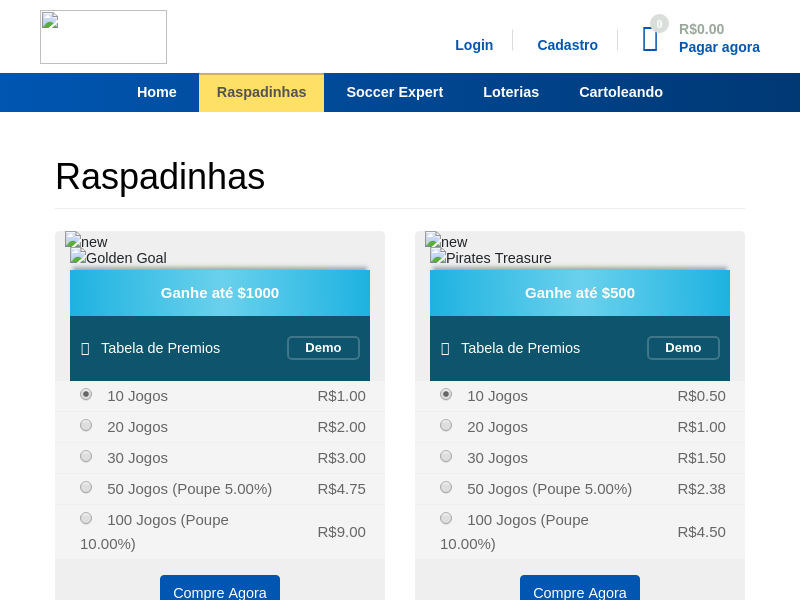 Login
Cadastro
0
R$0.00
Pagar agora
Home
Raspadinhas
Soccer Expert
Loterias
Cartoleando
Raspadinhas
new
Golden Goal
Ganhe até $1000
Tabela de Premios
Demo
10 Jogos R$1.00
20 Jogos R$2.00
30 Jogos R$3.00
50 Jogos (Poupe 5.00%) R$4.75
100 Jogos (Poupe
10.00%) R$9.00
Compre Agora
new
Pirates Treasure
Ganhe até $500
Tabela de Premios
Demo
10 Jogos R$0.50
20 Jogos R$1.00
30 Jogos R$1.50
50 Jogos (Poupe 5.00%) R$2.38
100 Jogos (Poupe
10.00%) R$4.50
Compre Agora